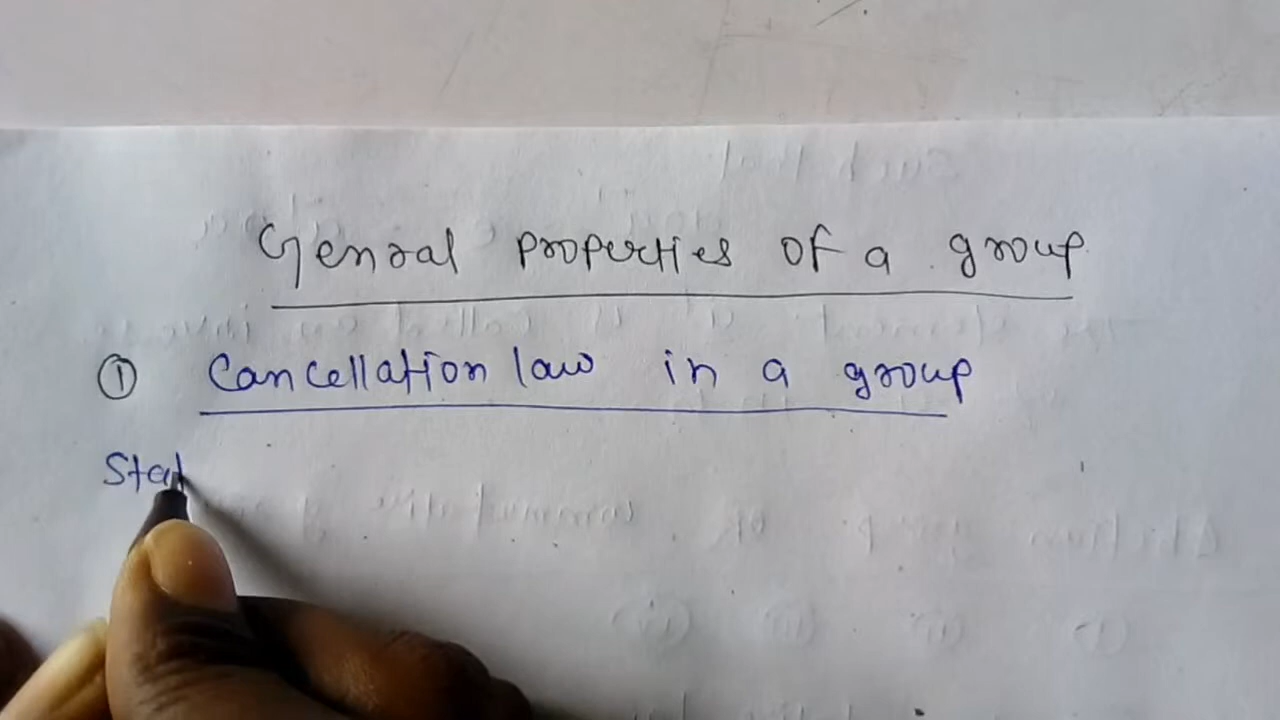 Genral properties of a group
① Cancellation law in a group
Stat